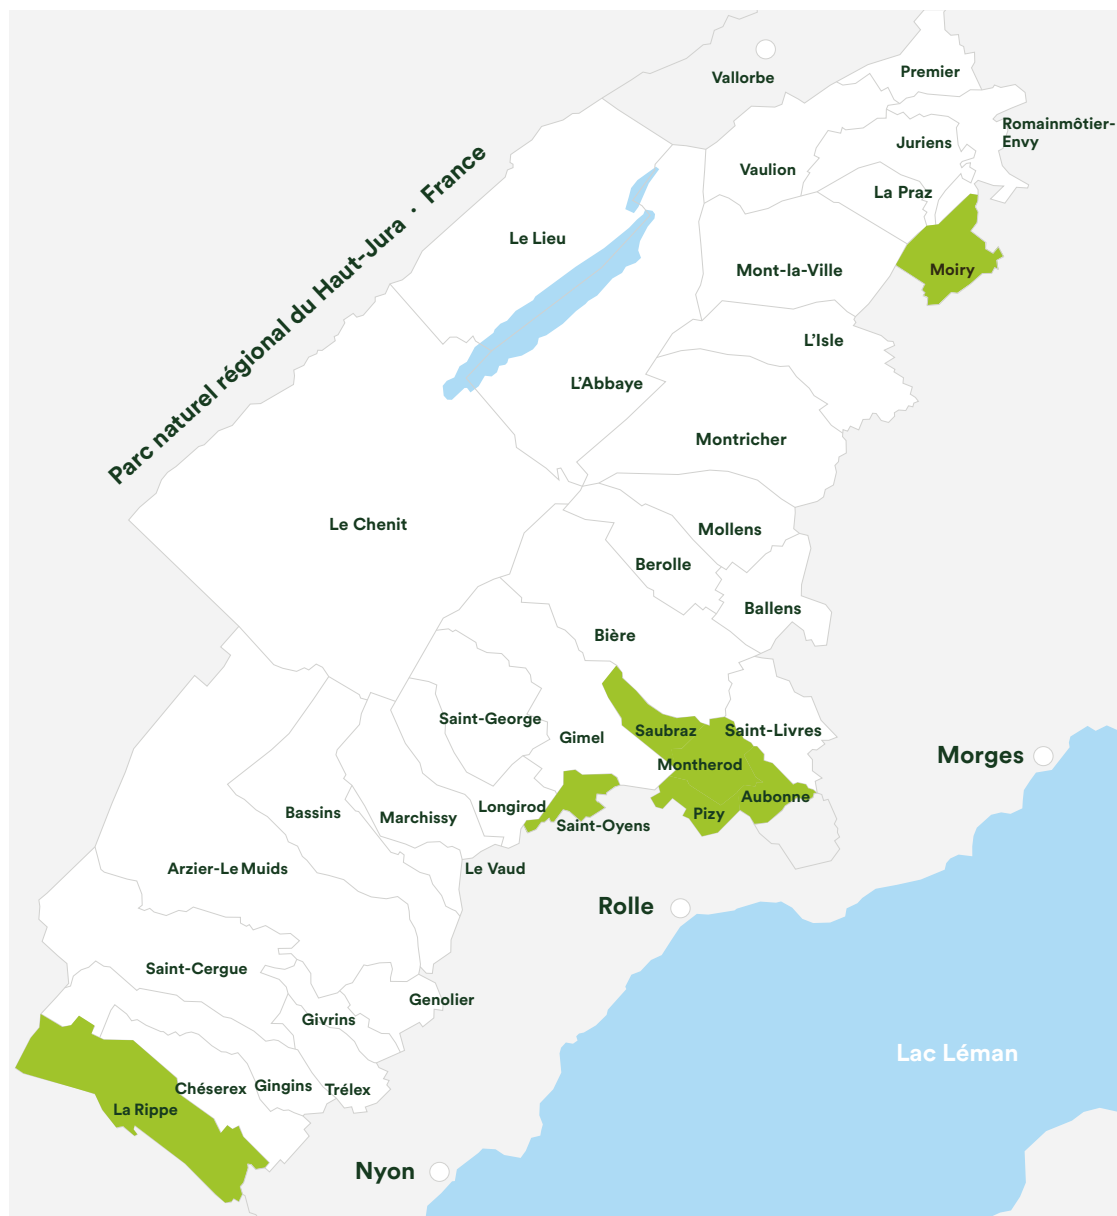 Premier
Vallorbe
Romainmôtier-
Envy
Juriens
Vaulion
La Praz
Parc naturel régional du Haut-Jura · France
Le Lieu
Mont-la-Ville
Moiry
L’Isle
L’Abbaye
Montricher
Le Chenit
Mollens
Berolle
Ballens
Bière
Saint-George
Gimel
Saubraz
Saint-Livres
Morges
Montherod
Aubonne
Longirod
Bassins
Marchissy
Pizy
Saint-Oyens
Arzier-Le Muids
Le Vaud
Rolle
Saint-Cergue
Genolier
Givrins
Lac Léman
Chéserex
Gingins
Trélex
La Rippe
Nyon